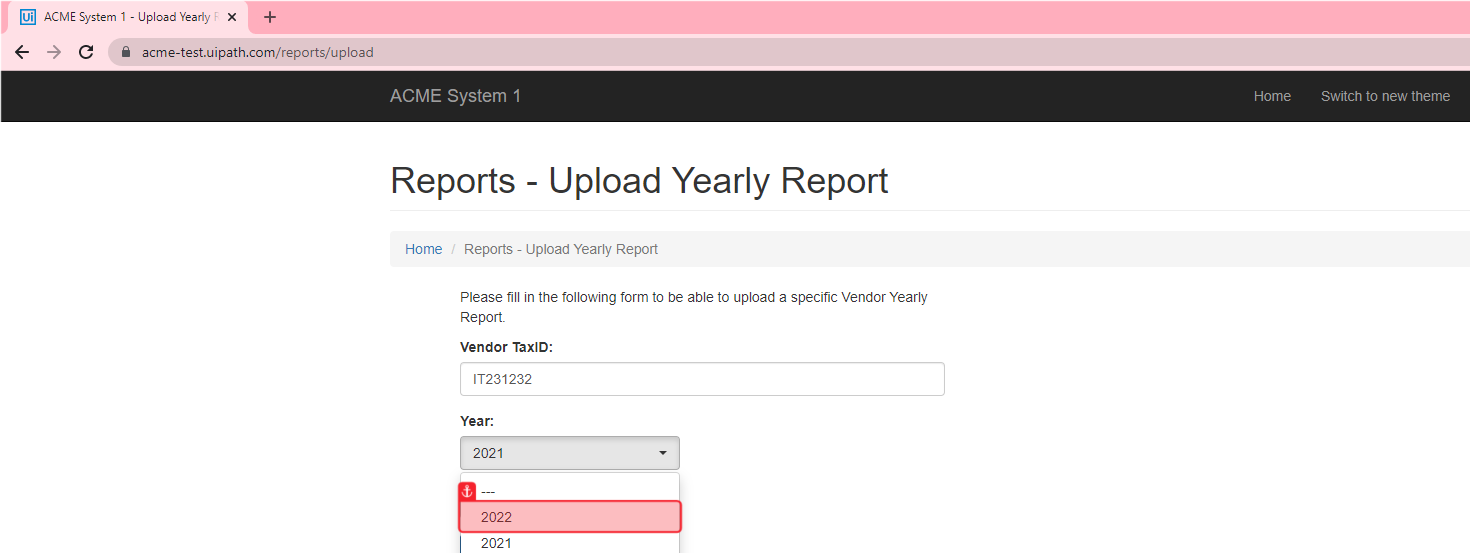 Ui ACME System 1 - Upload Yearly R
acme-test.uipath.com/reports/upload
ACME System 1 Home Switch to new theme
Reports - Upload Yearly Report
Home / Reports - Upload Yearly Report
Please fill in the following form to be able to upload a specific Vendor Yearly
Report.
Vendor TaxID:
IT231232
Year:
2021
---
2022
2021